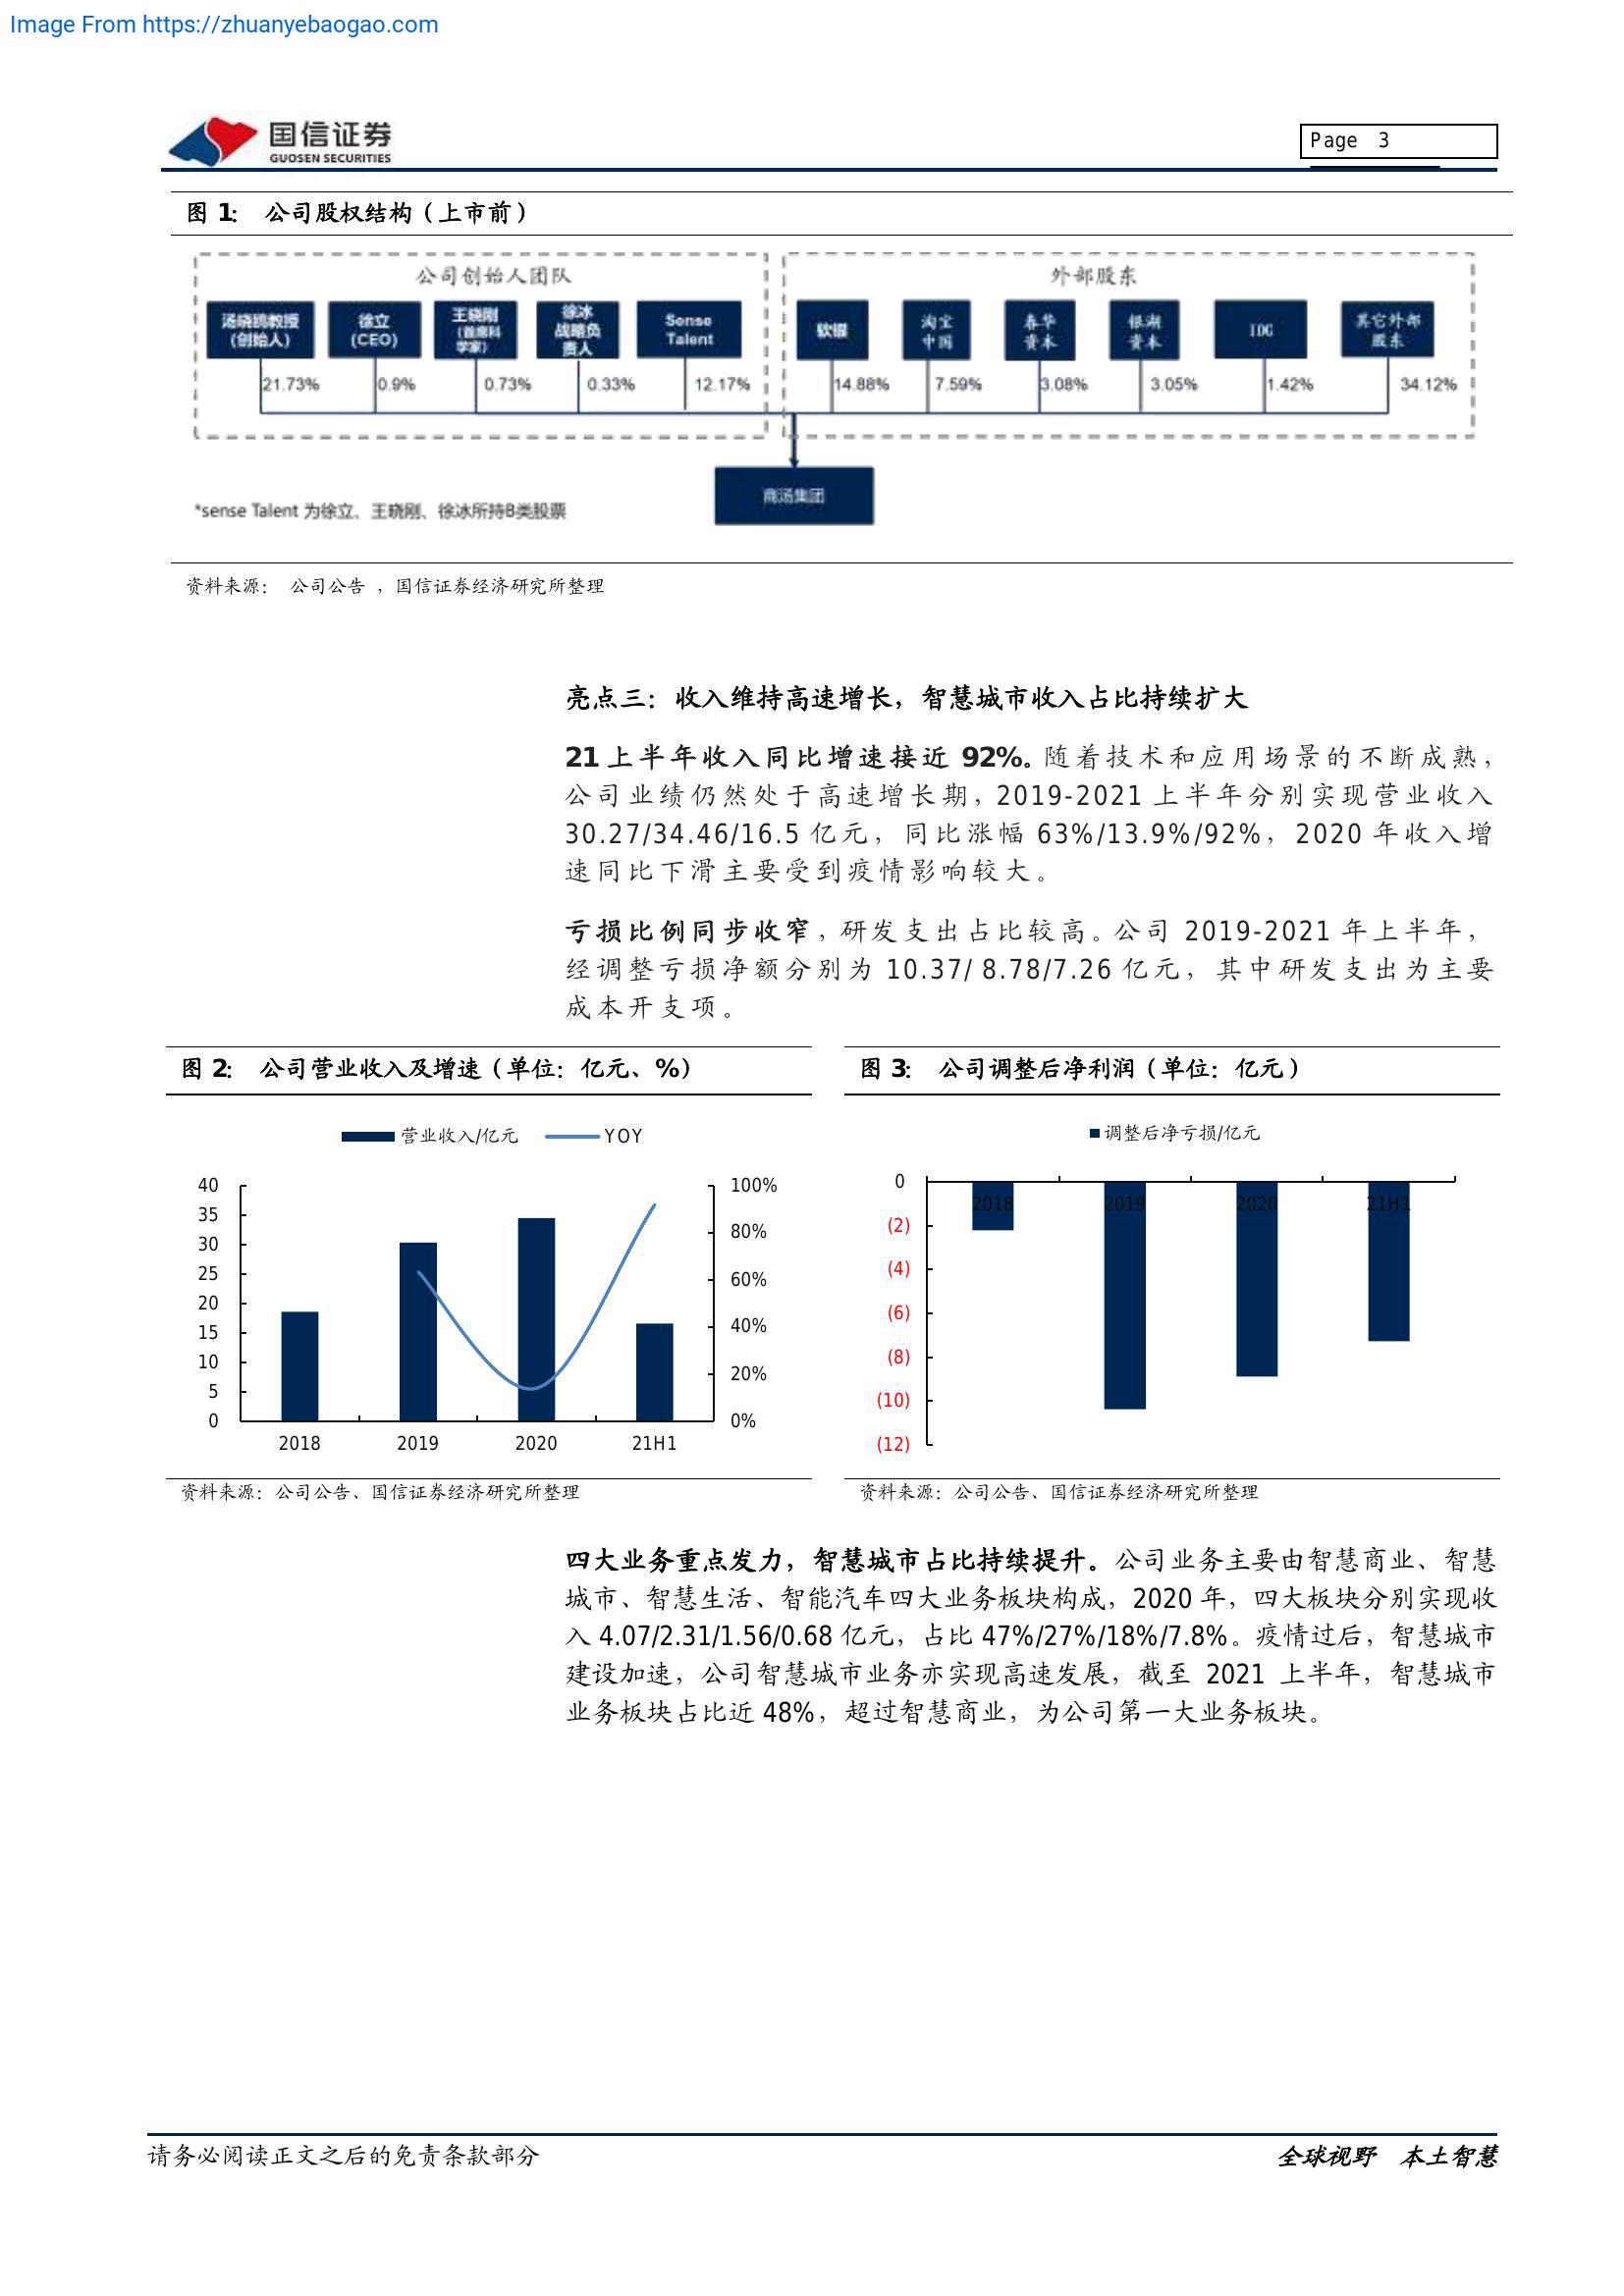 Image From https://zhuanyebaogao.com
国信证券
GUOSEN SECURITIES
Page 3
图 1: 公司股权结构（上市前）
公司创始人团队 外部股东
汤晓鸥教授
(创始人)
徐立
(CEO)
王晓刚
(首席科
学家)
徐冰
战略负
责人
Sense
Talent
软银
淘宝
中国
春华
资本
银湖
资本
IDG
其它外部
股东
21.73% 0.9% 0.73% 0.33% 12.17% 14.88% 7.59% 3.08% 3.05% 1.42% 34.12%
商汤集团
*sense Talent 为徐立、王晓刚、徐冰所持B类股票
资料来源： 公司公告 ，国信证券经济研究所整理
亮点三：收入维持高速增长，智慧城市收入占比持续扩大
21 上半年收入同比增速接近 92%。随着技术和应用场景的不断成熟，
公司业绩仍然处于高速增长期，2019-2021 上半年分别实现营业收入
30.27/34.46/16.5 亿元，同比涨幅 63%/13.9%/92%，2020 年收入增
速同比下滑主要受到疫情影响较大。
亏损比例同步收窄，研发支出占比较高。公司 2019-2021 年上半年，
经调整亏损净额分别为 10.37/ 8.78/7.26 亿元，其中研发支出为主要
成本开支项。
图 2: 公司营业收入及增速（单位：亿元、%）
营业收入/亿元 YOY
40 100%
35
30 80%
25 60%
20
15 40%
10 20%
5
0 0%
2018 2019 2020 21H1
资料来源：公司公告、国信证券经济研究所整理
图 3: 公司调整后净利润（单位：亿元）
调整后净亏损/亿元
0
2018 2019 2020 21H1
(2)
(4)
(6)
(8)
(10)
(12)
资料来源：公司公告、国信证券经济研究所整理
四大业务重点发力，智慧城市占比持续提升。公司业务主要由智慧商业、智慧
城市、智慧生活、智能汽车四大业务板块构成，2020 年，四大板块分别实现收
入 4.07/2.31/1.56/0.68 亿元，占比 47%/27%/18%/7.8%。疫情过后，智慧城市
建设加速，公司智慧城市业务亦实现高速发展，截至 2021 上半年，智慧城市
业务板块占比近 48%，超过智慧商业，为公司第一大业务板块。
请务必阅读正文之后的免责条款部分
全球视野 本土智慧